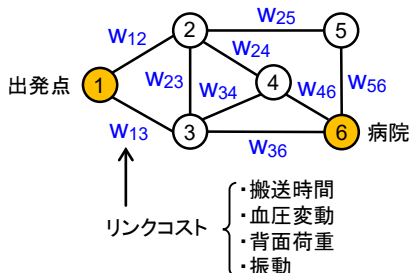 W25
2
5
W12
W24
出発点
1
W23
W34
4
W46
W56
W13
3
6
病院
W36
リンクコスト
・搬送時間
・血圧変動
・背面荷重
・振動